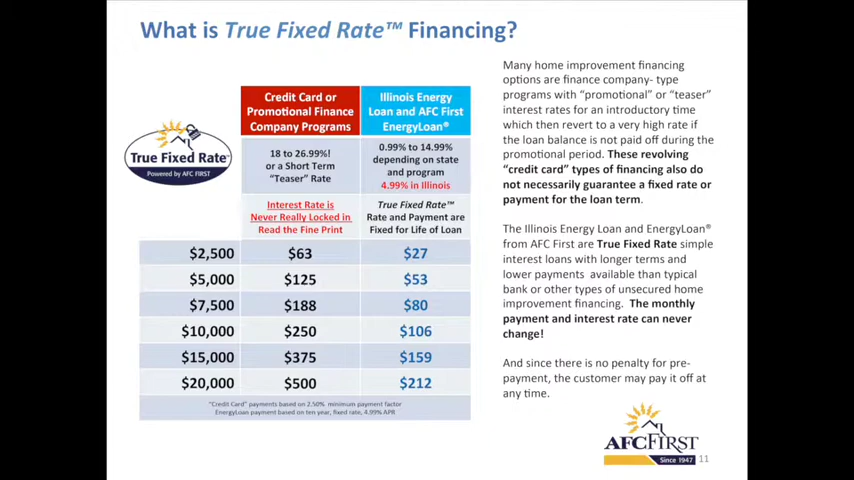 What is True Fixed Rate™ Financing?
Credit Card or
Promotional Finance
Company Programs
Illinois Energy
Loan and AFC First
EnergyLoan®
True Fixed Rate™
Powered by AFC FIRST
18 to 26.99%!
or a Short Term
“Teaser” Rate
0.99% to 14.99%
depending on state
and program
4.99% in Illinois
Interest Rate is
Never Really Locked in
Read the Fine Print
True Fixed Rate™
Rate and Payment are
Fixed for Life of Loan
$2,500 $63 $27
$5,000 $125 $53
$7,500 $188 $80
$10,000 $250 $106
$15,000 $375 $159
$20,000 $500 $212
“Credit Card” payments based on 2.50% minimum payment factor
EnergyLoan payment based on ten year, fixed rate, 4.99% APR
Many home improvement financing
options are finance company- type
programs with “promotional” or “teaser”
interest rates for an introductory time
which then revert to a very high rate if
the loan balance is not paid off during the
promotional period. These revolving
“credit card” types of financing also do
not necessarily guarantee a fixed rate or
payment for the loan term.
The Illinois Energy Loan and EnergyLoan®
from AFC First are True Fixed Rate simple
interest loans with longer terms and
lower payments available than typical
bank or other types of unsecured home
improvement financing. The monthly
payment and interest rate can never
change!
And since there is no penalty for pre-
payment, the customer may pay it off at
any time.
AFC FIRST
Since 1947
11